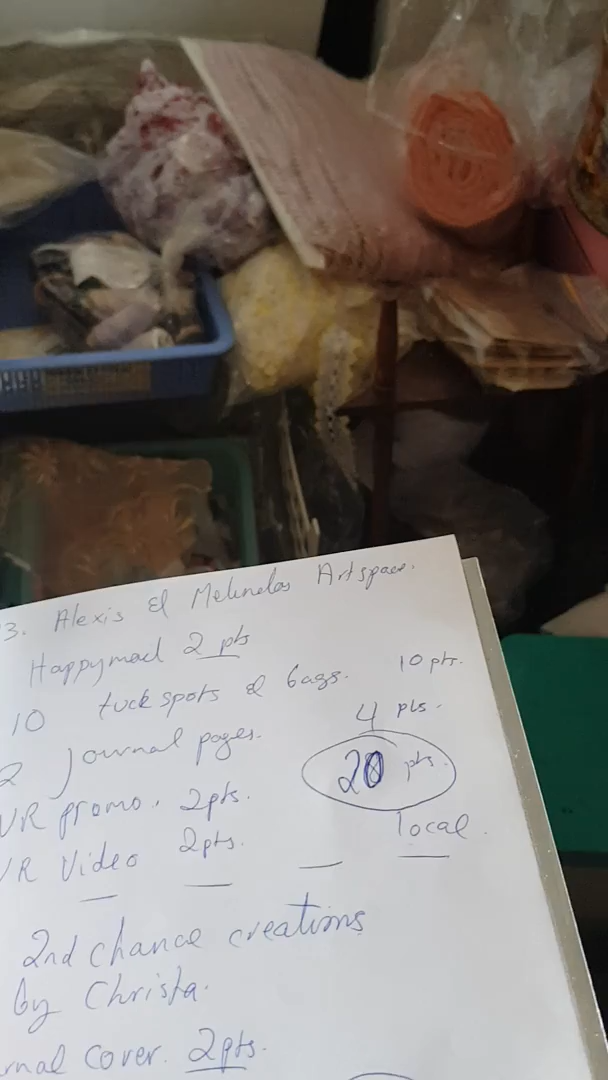 3. Alexis & Melindas Artspace.
Happymail 2 pts
10 tuck spots & bags. 10 pts.
2 Journal pages. 4 pts.
20 pts.
VR promo. 2pts.
VR Video 2pts. local.
2nd chance creations
by Christa.
rnal cover. 2pts.